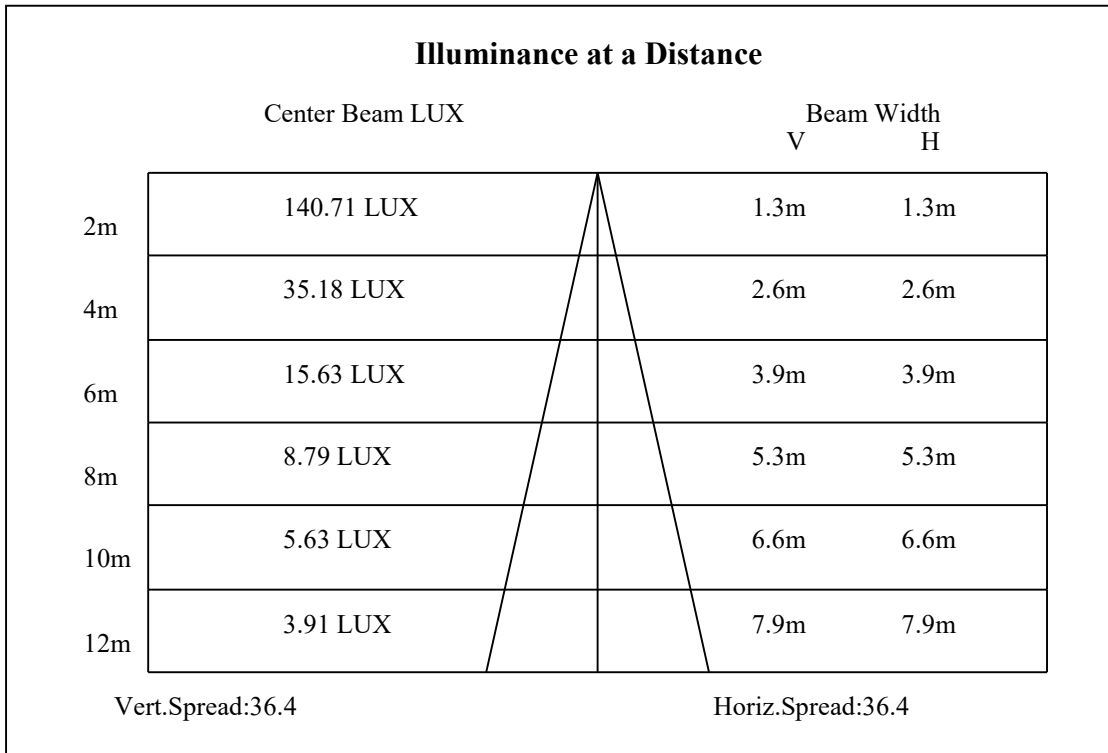 Illuminance at a Distance
Center Beam LUX Beam Width
V H
2m 140.71 LUX 1.3m 1.3m
4m 35.18 LUX 2.6m 2.6m
6m 15.63 LUX 3.9m 3.9m
8m 8.79 LUX 5.3m 5.3m
10m 5.63 LUX 6.6m 6.6m
12m 3.91 LUX 7.9m 7.9m
Vert.Spread:36.4 Horiz.Spread:36.4